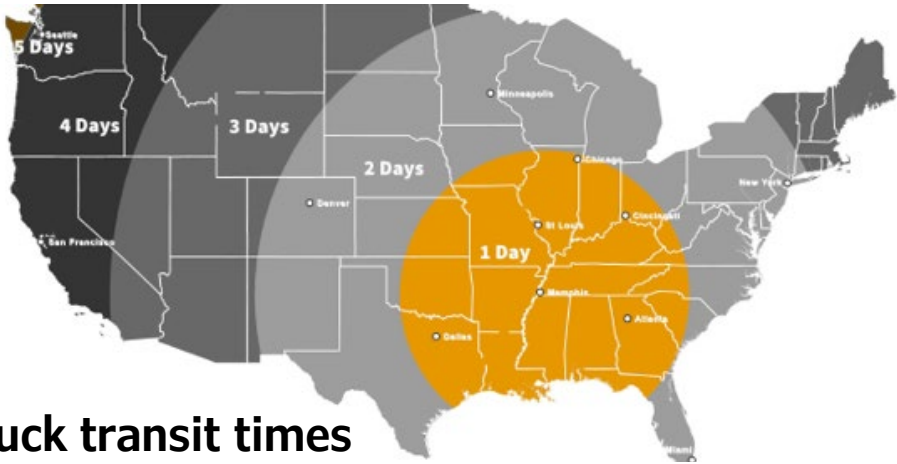 Seattle
5 Days
4 Days
3 Days
Minneapolis
2 Days
Chicago
New York
Denver
Cincinnati
St Louis
San Francisco
1 Day
Memphis
Atlanta
Dallas
uck transit times
Miami